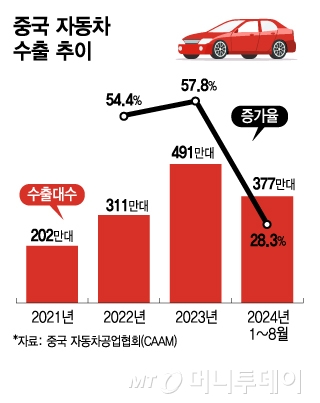 중국 자동차
수출 추이
54.4%
57.8%
증가율
491만대
377만대
수출대수
311만대
202만대
28.3%
2021년
2022년
2023년
2024년
1~8월
*자료: 중국 자동차공업협회(CAAM)
MT 머니투데이